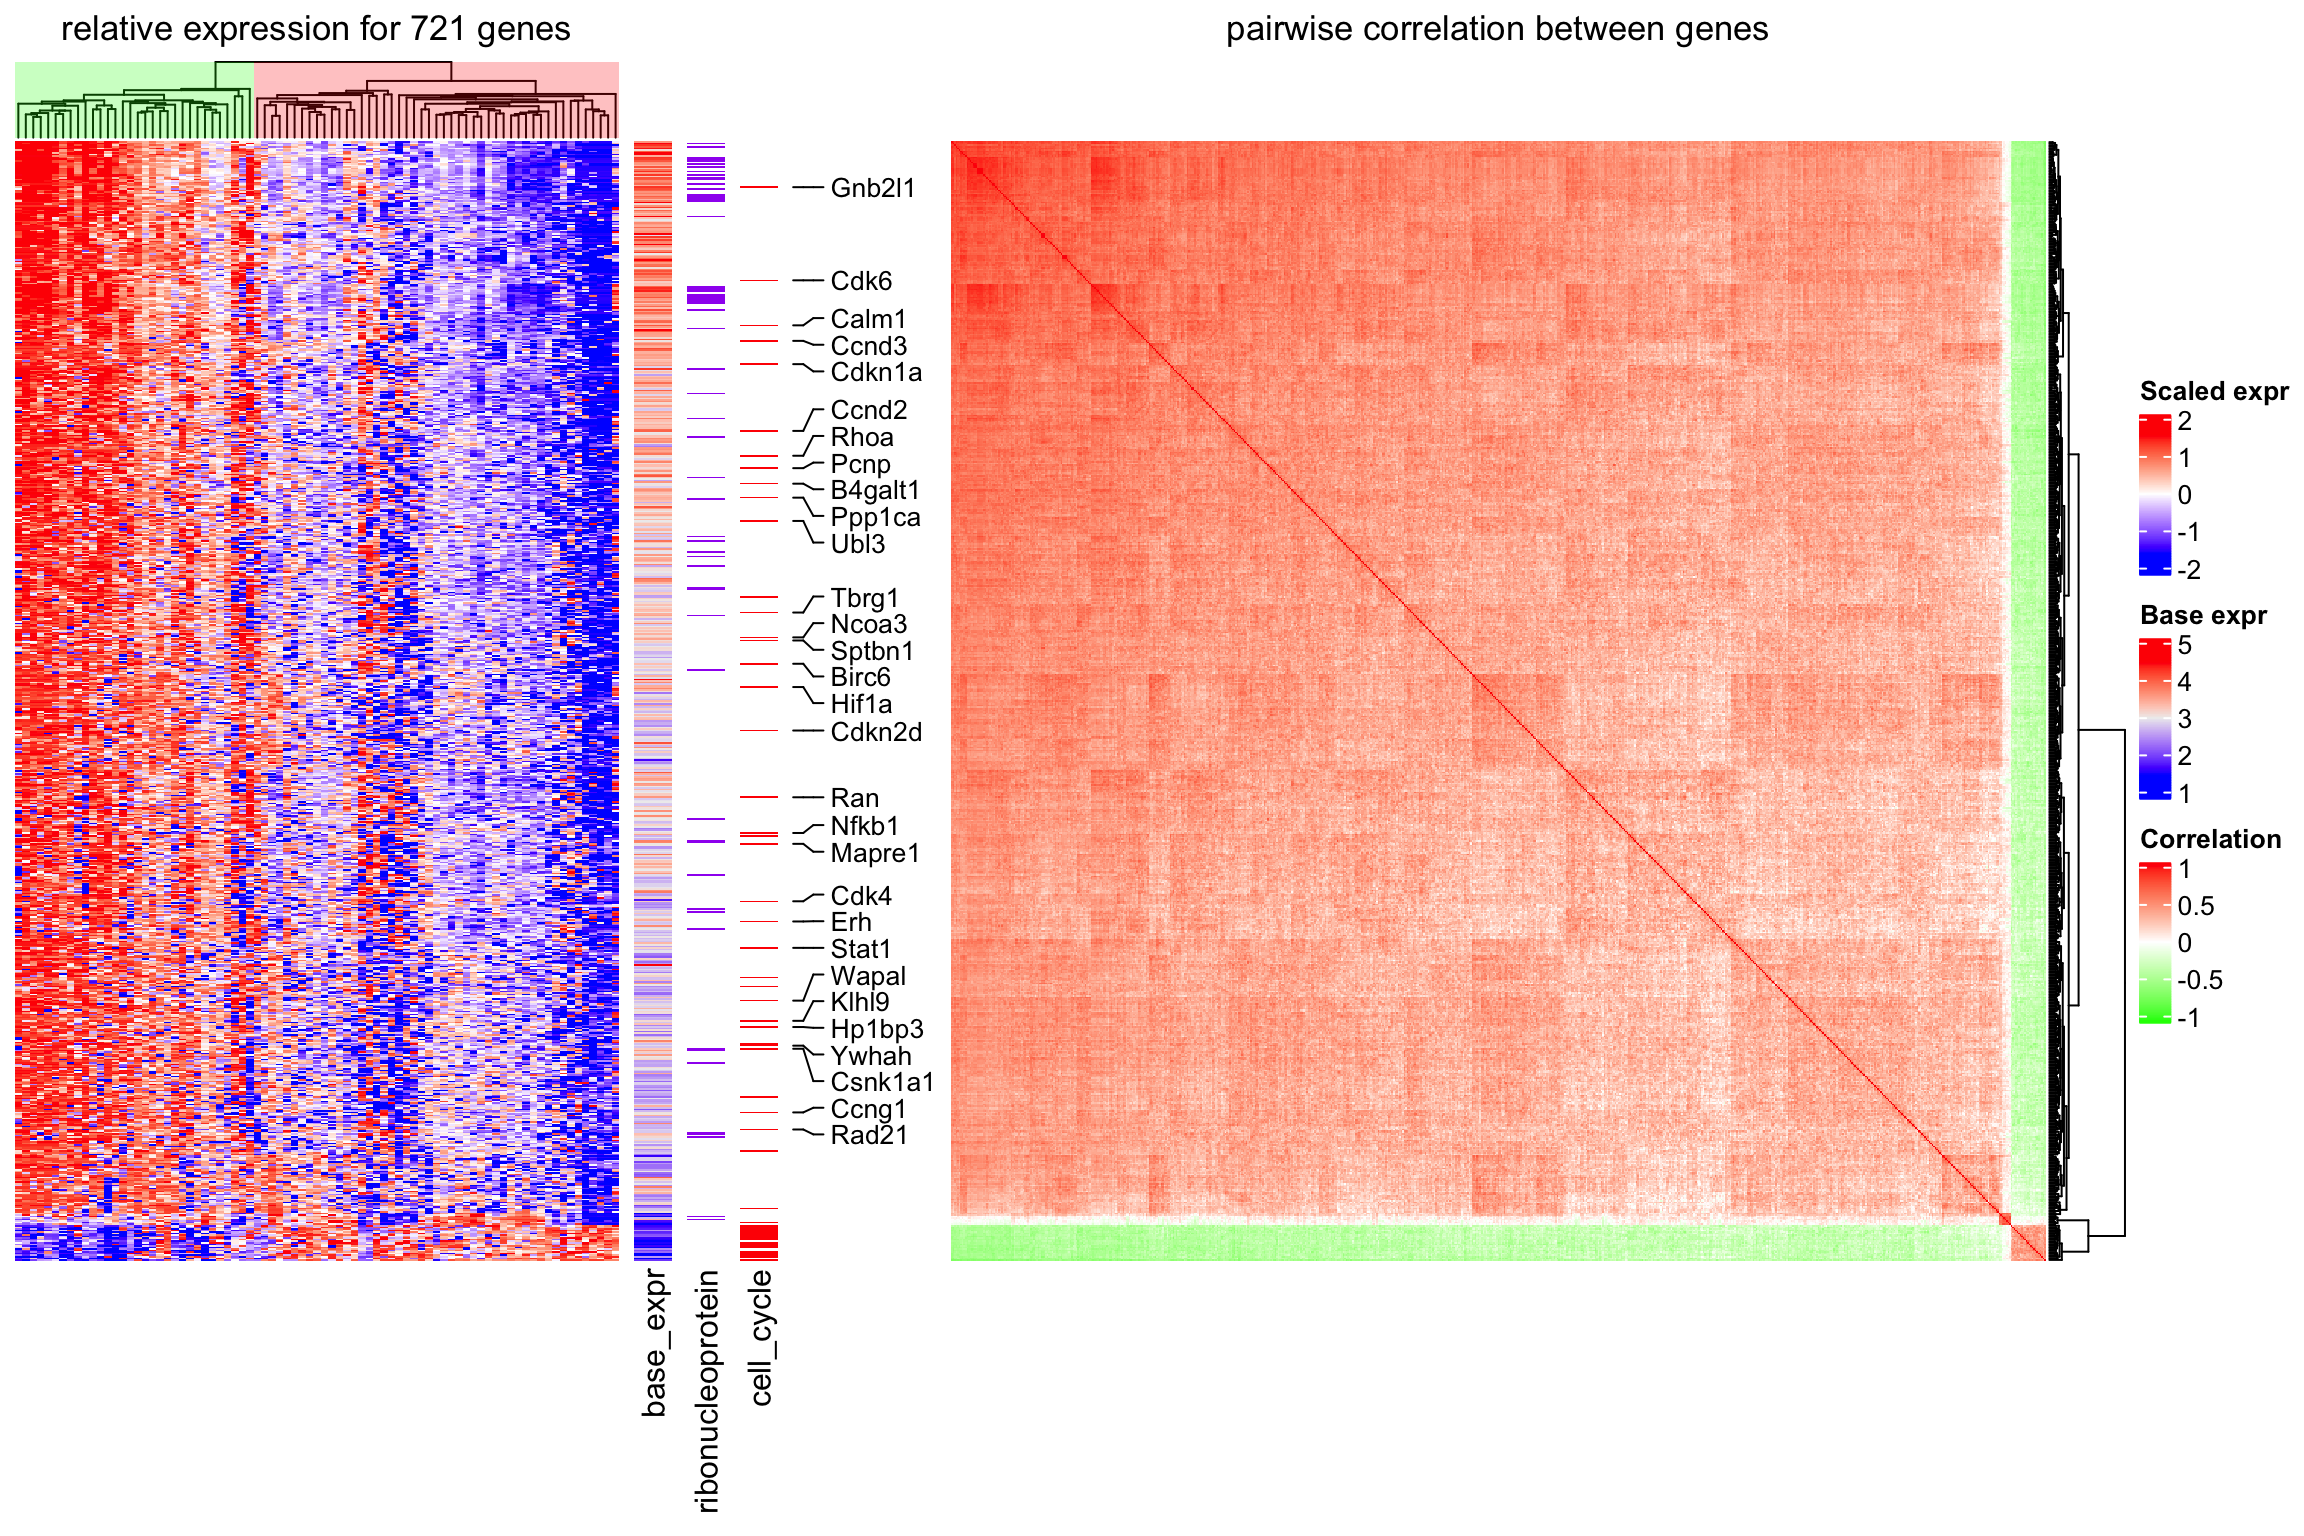 relative expression for 721 genes
pairwise correlation between genes
Gnb2l1
Cdk6
Calm1
Ccnd3
Cdkn1a
Ccnd2
Rhoa
Pcnp
B4galt1
Ppp1ca
Ubl3
Tbrg1
Ncoa3
Sptbn1
Birc6
Hif1a
Cdkn2d
Ran
Nfkb1
Mapre1
Cdk4
Erh
Stat1
Wapal
Klhl9
Hp1bp3
Ywhah
Csnk1a1
Ccng1
Rad21
base_expr
ribonucleoprotein
cell_cycle
Scaled expr
2
1
0
-1
-2
Base expr
5
4
3
2
1
Correlation
1
0.5
0
-0.5
-1